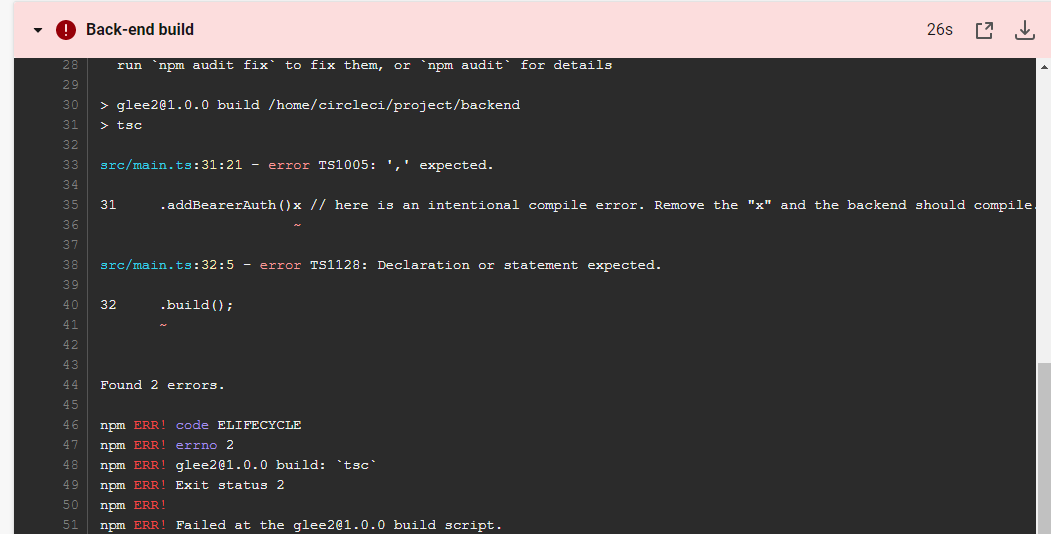 Back-end build 26s
28 run `npm audit fix` to fix them, or `npm audit` for details
29
30 > glee2@1.0.0 build /home/circleci/project/backend
31 > tsc
32
33 src/main.ts:31:21 - error TS1005: ',' expected.
34
35 31 .addBearerAuth()x // here is an intentional compile error. Remove the "x" and the backend should compile.
36 ~
37
38 src/main.ts:32:5 - error TS1128: Declaration or statement expected.
39
40 32 .build();
41 ~
42
43
44 Found 2 errors.
45
46 npm ERR! code ELIFECYCLE
47 npm ERR! errno 2
48 npm ERR! glee2@1.0.0 build: `tsc`
49 npm ERR! Exit status 2
50 npm ERR!
51 npm ERR! Failed at the glee2@1.0.0 build script.